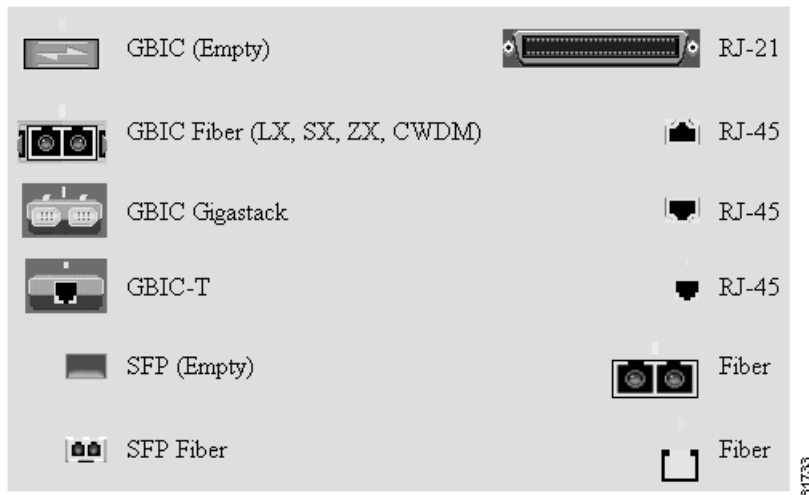 GBIC (Empty)
RJ-21
GBIC Fiber (LX, SX, ZX, CWDM)
RJ-45
GBIC Gigastack
RJ-45
GBIC-T
RJ-45
SFP (Empty)
Fiber
SFP Fiber
Fiber
91733